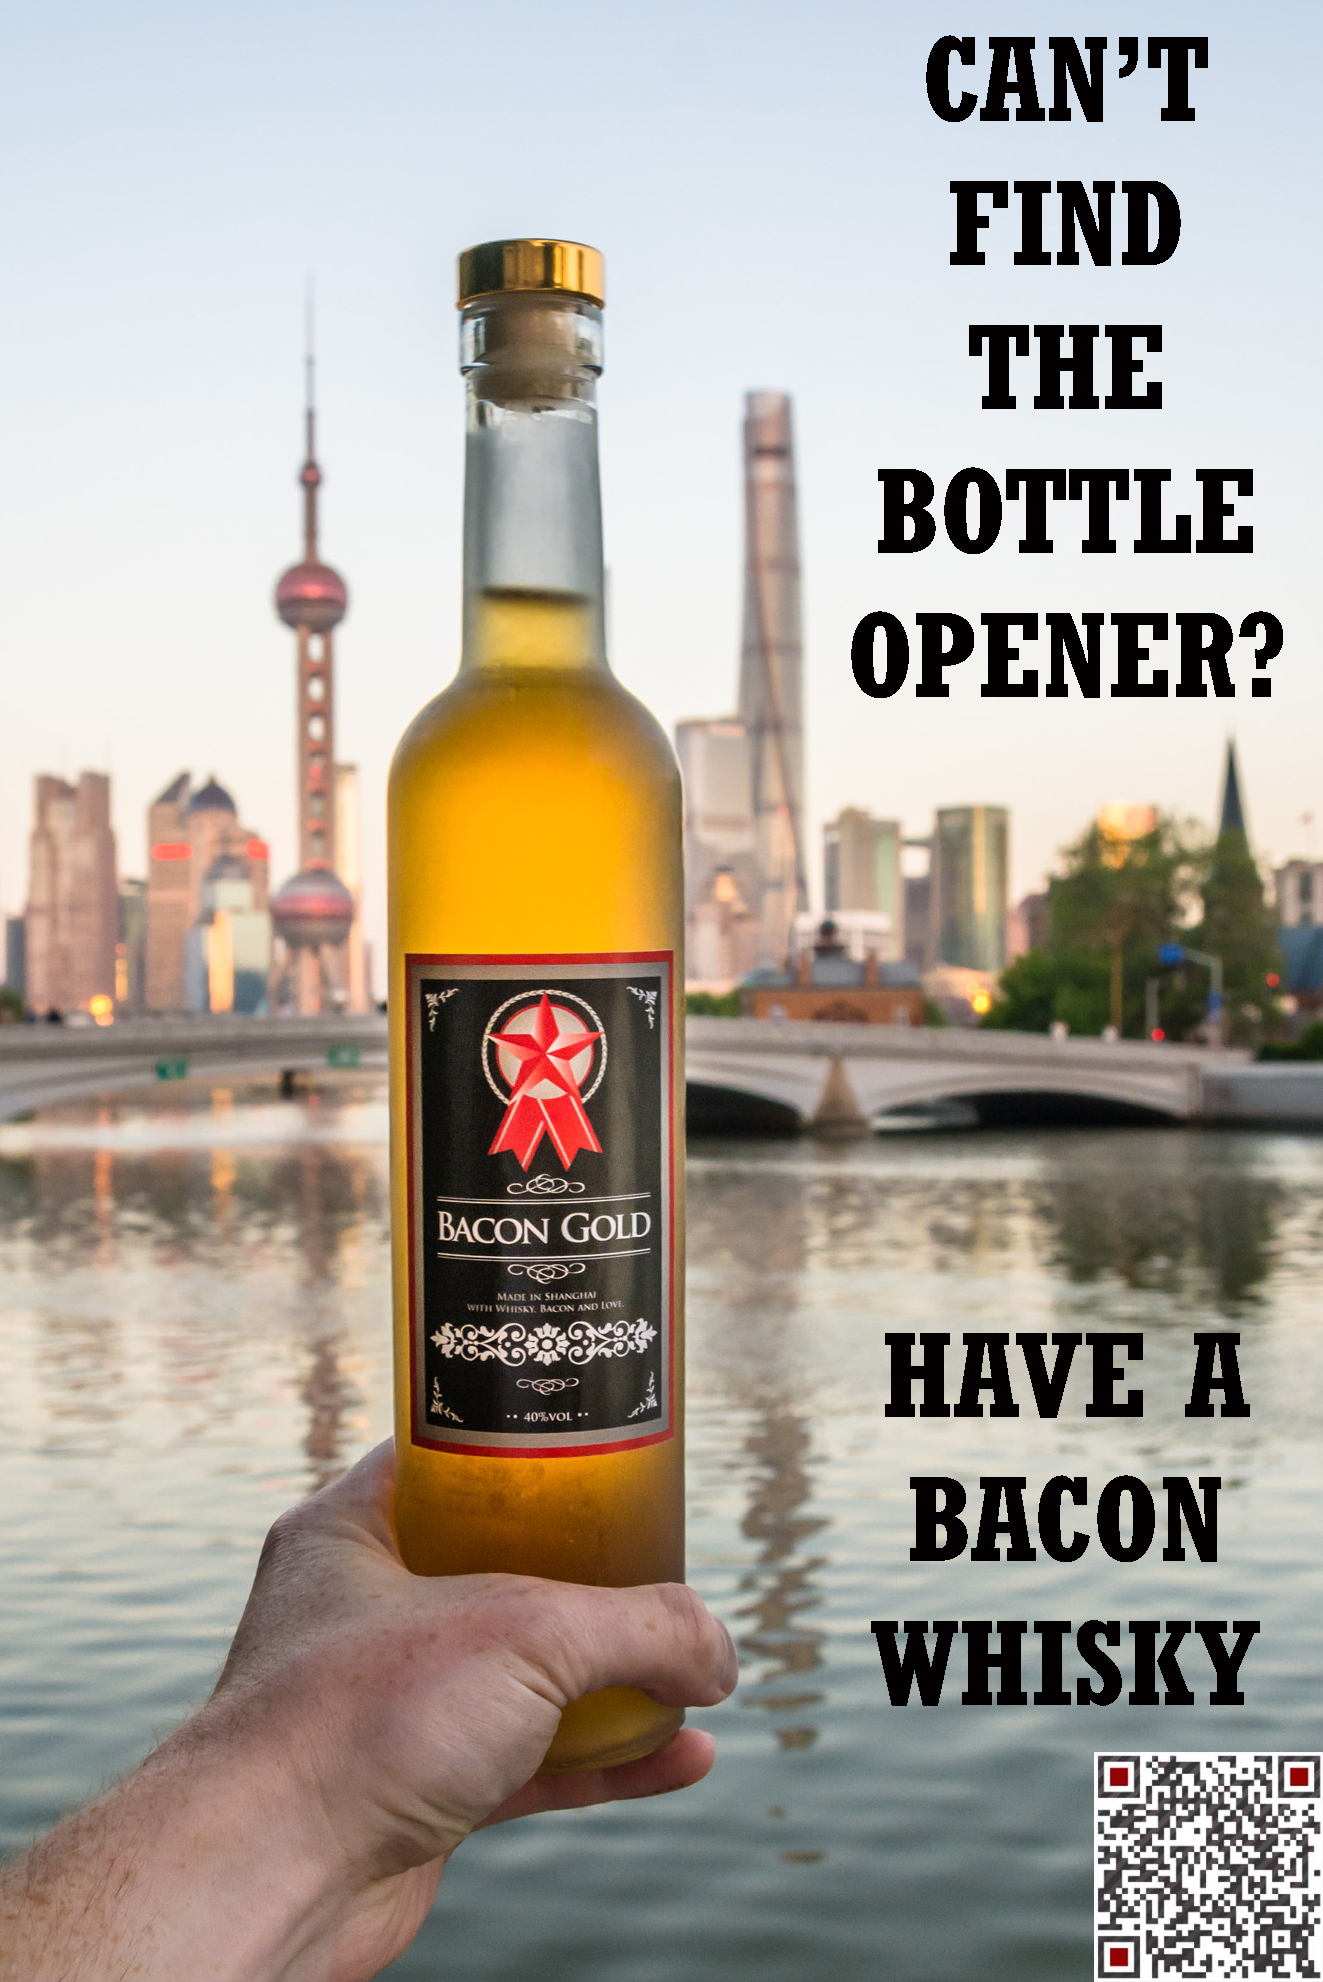 CAN'T
FIND
THE
BOTTLE
OPENER?
BACON GOLD
MADE IN SHANGHAI
WITH WHISKY, BACON AND LOVE.
•• 40%VOL ••
HAVE A
BACON
WHISKY